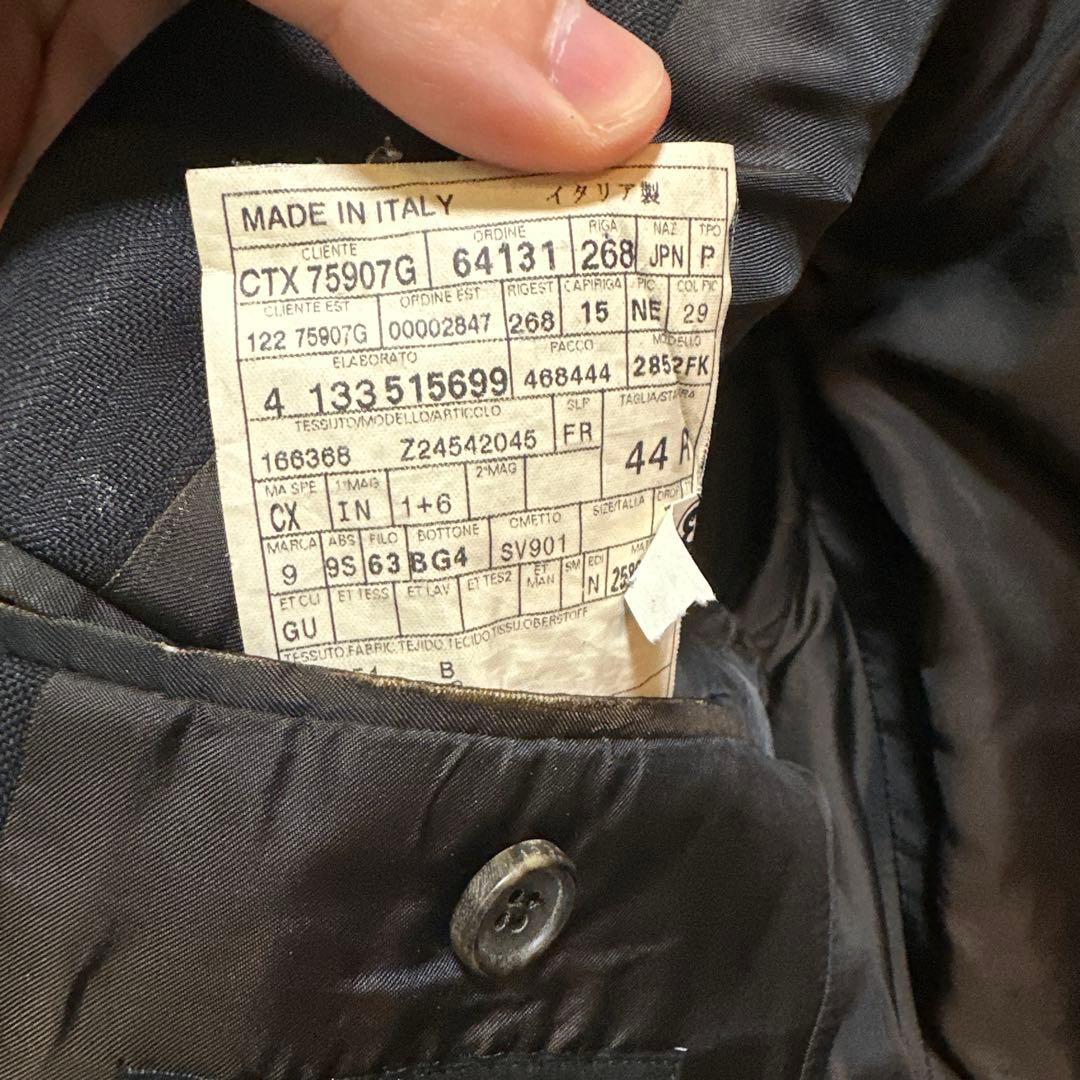 MADE IN ITALY イタリア製
CLIENTE ORDINE RIGA NAZ TPO
CTX 75907G 64131 268 JPN P
CLIENTE EST ORDINE EST RIGEST CAPIRIGA PIC COL FIC
122 75907G 00002847 268 15 NE 29
ELABORATO PACCO MODELLO
4 133515699 468444 2852FK
TESSUTO/MODELLO/ARTICOLO SLP
166368 Z24542045 FR 44 R
MA SPE 1°MAG 2°MAG
CX IN 1+6
MARCA ABS FILO BOTTONE CMETTO SIZE/TALLA
9 9S 63 BG4 SV901
ET CLI ET TESS ET LAV ET TES2 ET MAN SM EDI
GU N
TESSUTO.FABRIC.TEJIDO.TECIDO.TISSU.OBERSTOFF
B